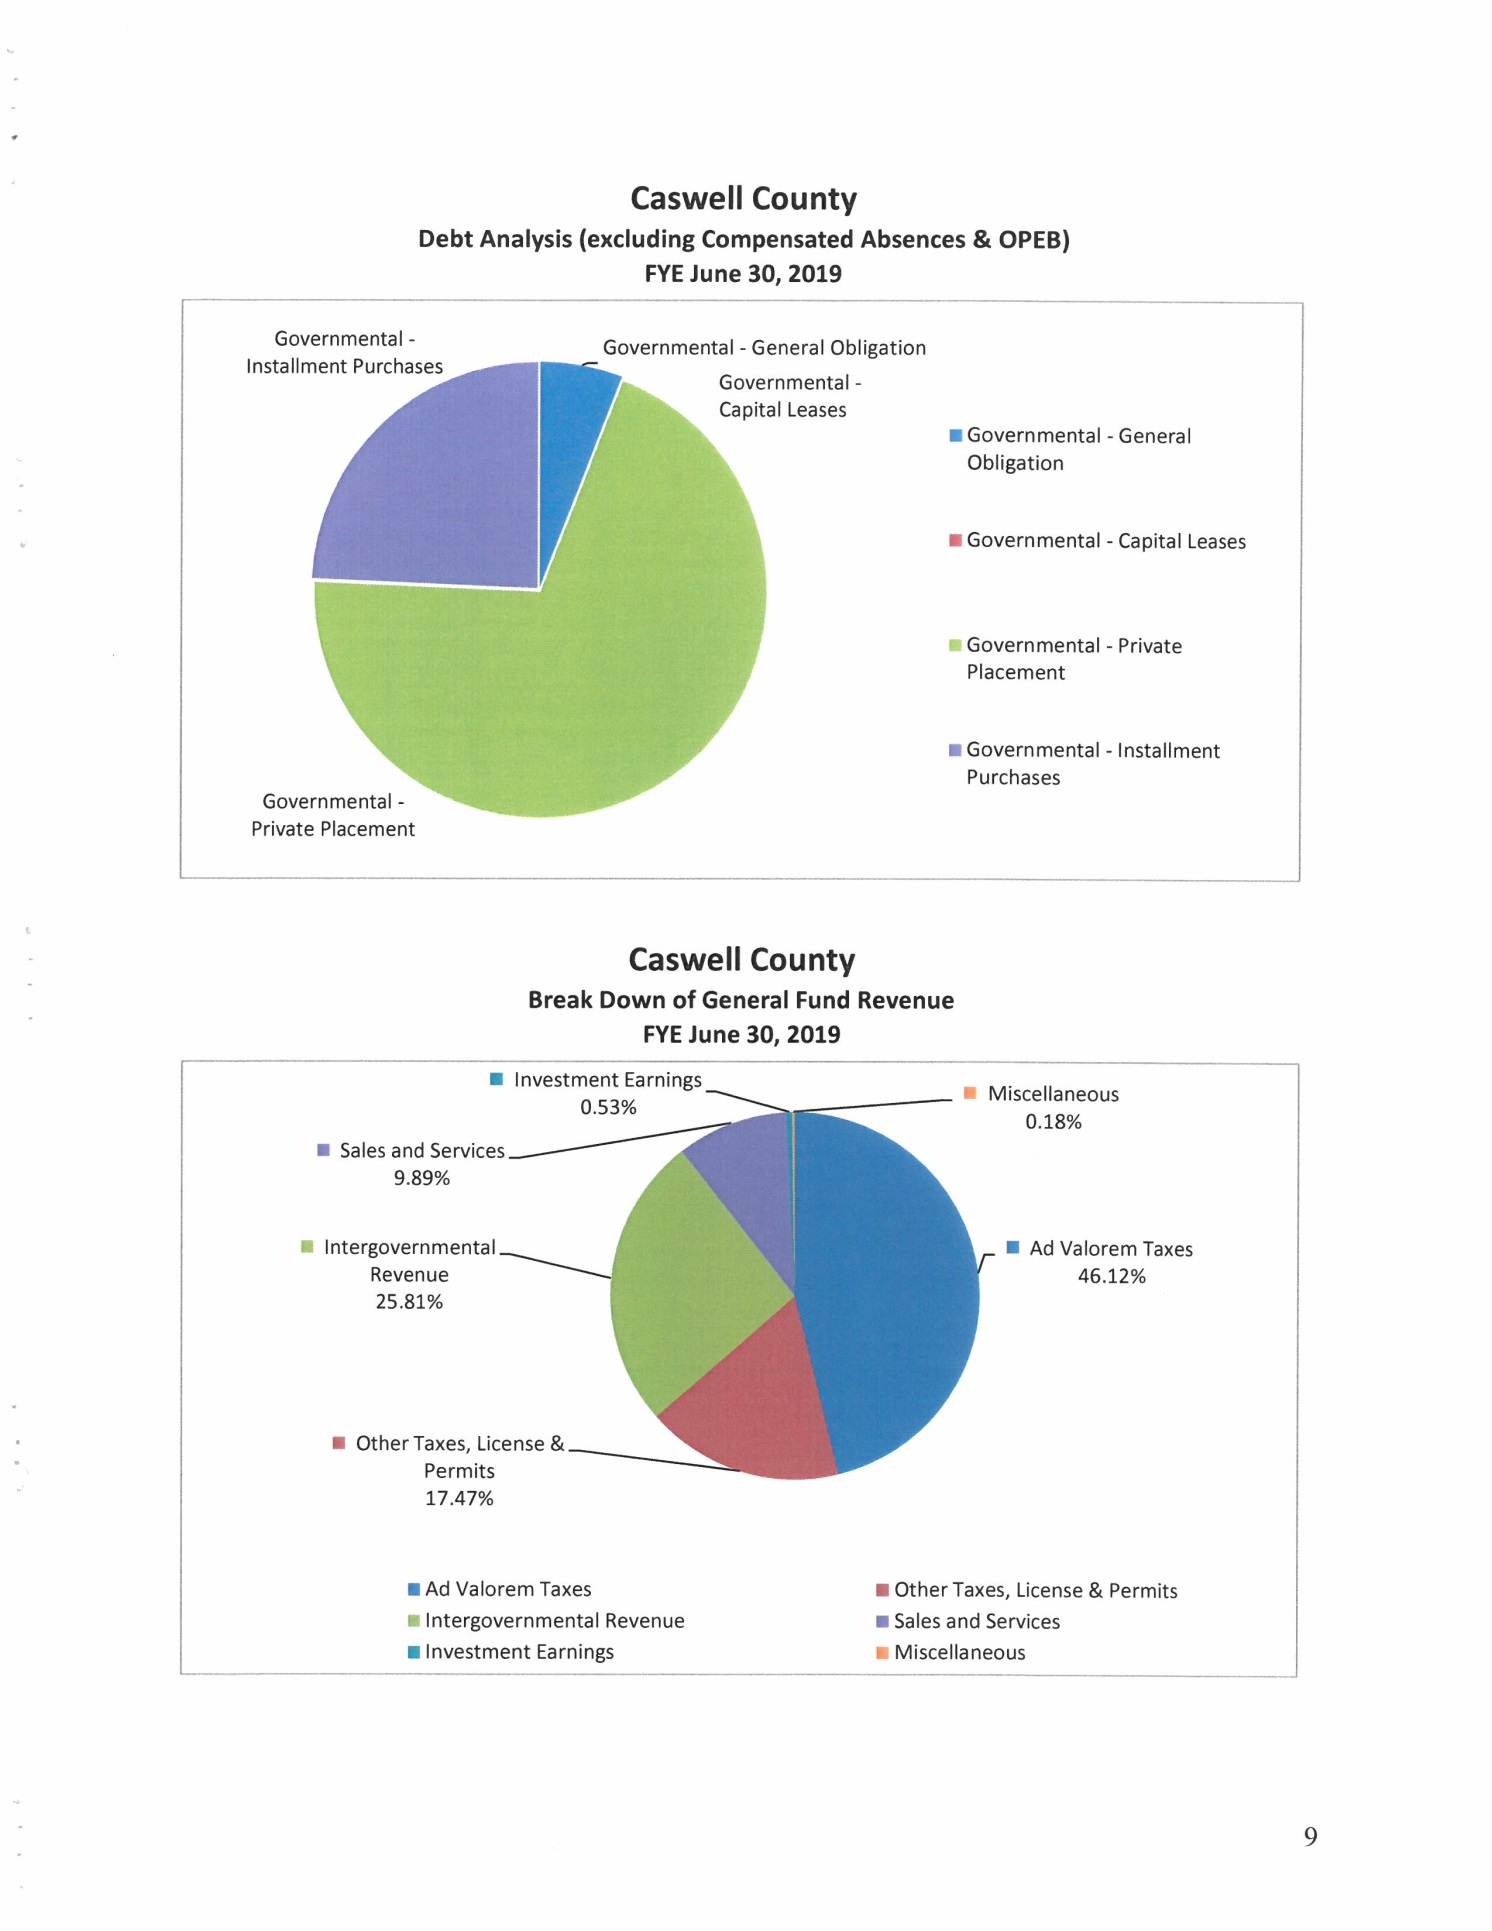 Caswell County
Debt Analysis (excluding Compensated Absences & OPEB)
FYE June 30, 2019
Governmental -
Installment Purchases
Governmental - General Obligation
Governmental -
Capital Leases
Governmental - General
Obligation
Governmental - Capital Leases
Governmental - Private
Placement
Governmental - Installment
Purchases
Governmental -
Private Placement
Caswell County
Break Down of General Fund Revenue
FYE June 30, 2019
Investment Earnings
0.53%
Miscellaneous
0.18%
Sales and Services
9.89%
Intergovernmental
Revenue
25.81%
Ad Valorem Taxes
46.12%
Other Taxes, License &
Permits
17.47%
Ad Valorem Taxes
Other Taxes, License & Permits
Intergovernmental Revenue
Sales and Services
Investment Earnings
Miscellaneous
9